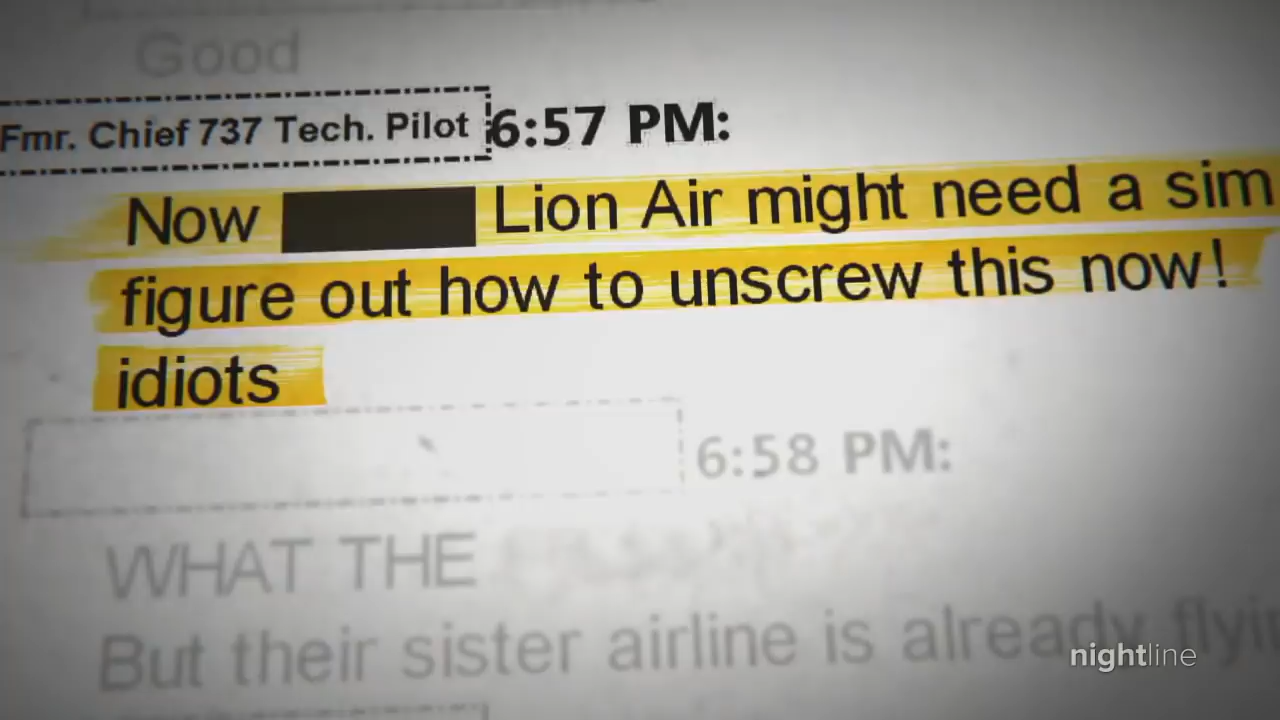 Good
Fmr. Chief 737 Tech. Pilot 6:57 PM:
Now Lion Air might need a sim
figure out how to unscrew this now!
idiots
6:58 PM:
WHAT THE
But their sister airline is already
nightline